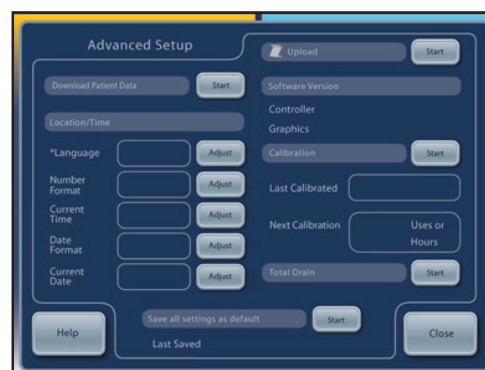 Advanced Setup
Download Patient Data
Start
Location/Time
*Language
Adjust
Number
Format
Adjust
Current
Time
Adjust
Date
Format
Adjust
Current
Date
Adjust
Upload
Start
Software Version
Controller
Graphics
Calibration
Start
Last Calibrated
Next Calibration
Uses or
Hours
Total Drain
Start
Help
Save all settings as default
Start
Last Saved
Close